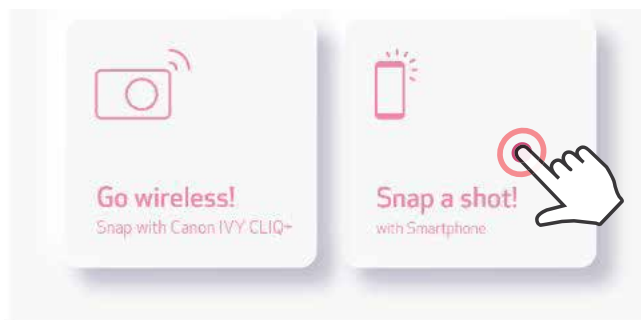 Go wireless!
Snap with Canon IVY CLIQ+
Snap a shot!
with Smartphone